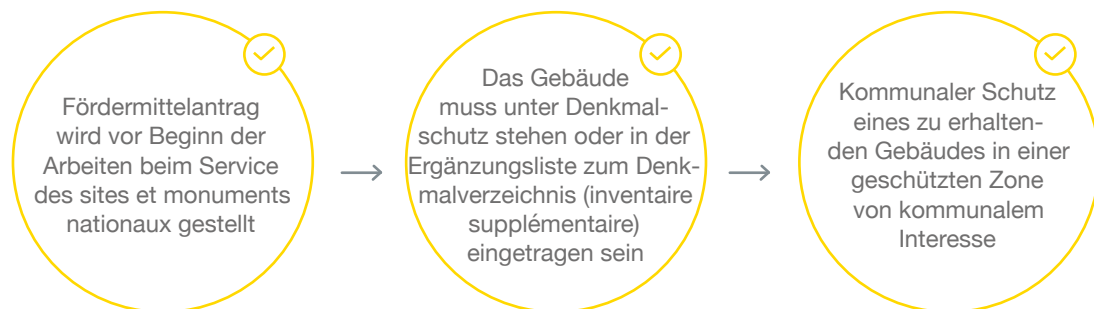 Fördermittelantrag
wird vor Beginn der
Arbeiten beim Service
des sites et monuments
nationaux gestellt
Das Gebäude
muss unter Denkmal-
schutz stehen oder in der
Ergänzungsliste zum Denk-
malverzeichnis (inventaire
supplémentaire)
eingetragen sein
Kommunaler Schutz
eines zu erhalten-
den Gebäudes in einer
geschützten Zone
von kommunalem
Interesse